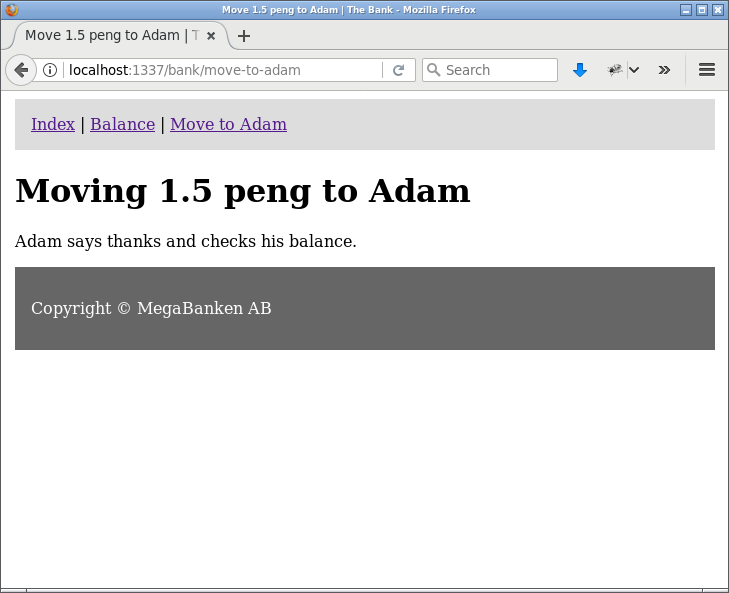 Move 1.5 peng to Adam | The Bank - Mozilla Firefox
Move 1.5 peng to Adam | T
localhost:1337/bank/move-to-adam
Search
Index | Balance | Move to Adam
Moving 1.5 peng to Adam
Adam says thanks and checks his balance.
Copyright © MegaBanken AB